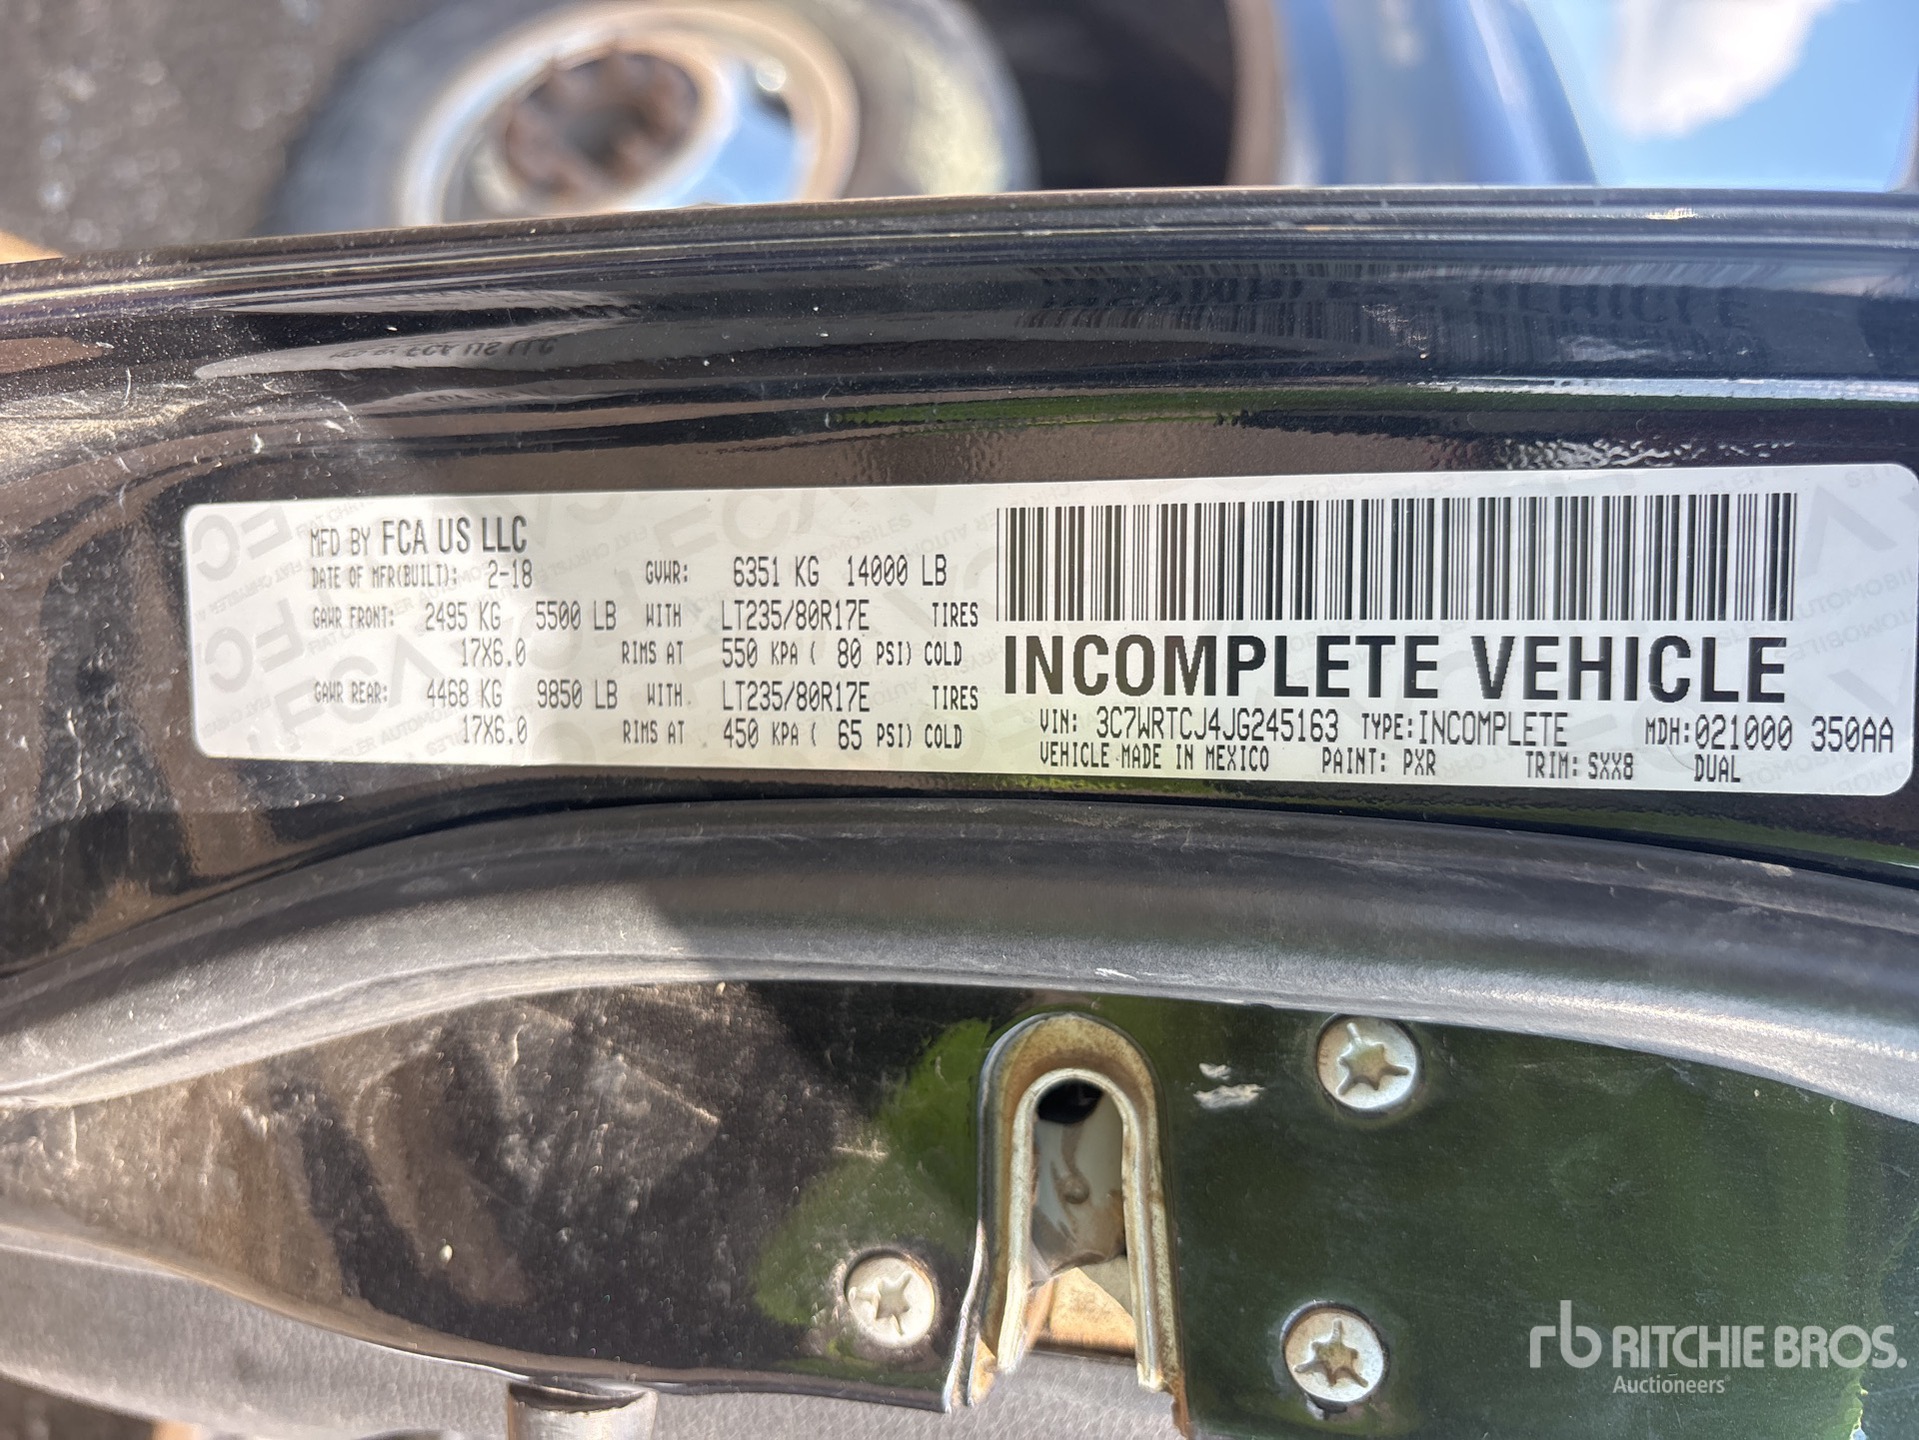 MFD BY FCA US LLC
DATE OF MFR(BUILT): 2-18 GVWR: 6351 KG 14000 LB
GAWR FRONT: 2495 KG 5500 LB WITH LT235/80R17E TIRES
17X6.0 RIMS AT 550 KPA ( 80 PSI) COLD
GAWR REAR: 4468 KG 9850 LB WITH LT235/80R17E TIRES
17X6.0 RIMS AT 450 KPA ( 65 PSI) COLD
INCOMPLETE VEHICLE
VIN: 3C7WRTCJ4JG245163 TYPE: INCOMPLETE MDH: 021000 350AA
VEHICLE MADE IN MEXICO PAINT: PXR TRIM: SXX8 DUAL
rb RITCHIE BROS.
Auctioneers